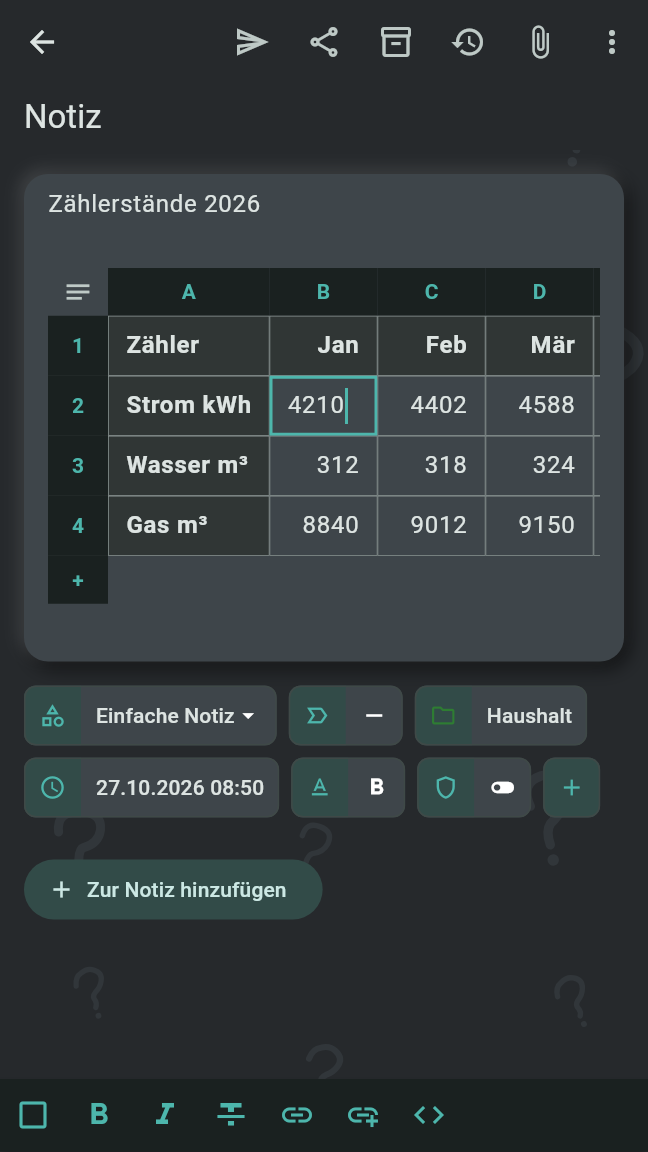 Notiz
Zählerstände 2026
A B C D
1 Zähler Jan Feb Mär
2 Strom kWh 4210 4402 4588
3 Wasser m³ 312 318 324
4 Gas m³ 8840 9012 9150
+
Einfache Notiz – Haushalt
27.10.2026 08:50 A B +
+ Zur Notiz hinzufügen
B I T <>